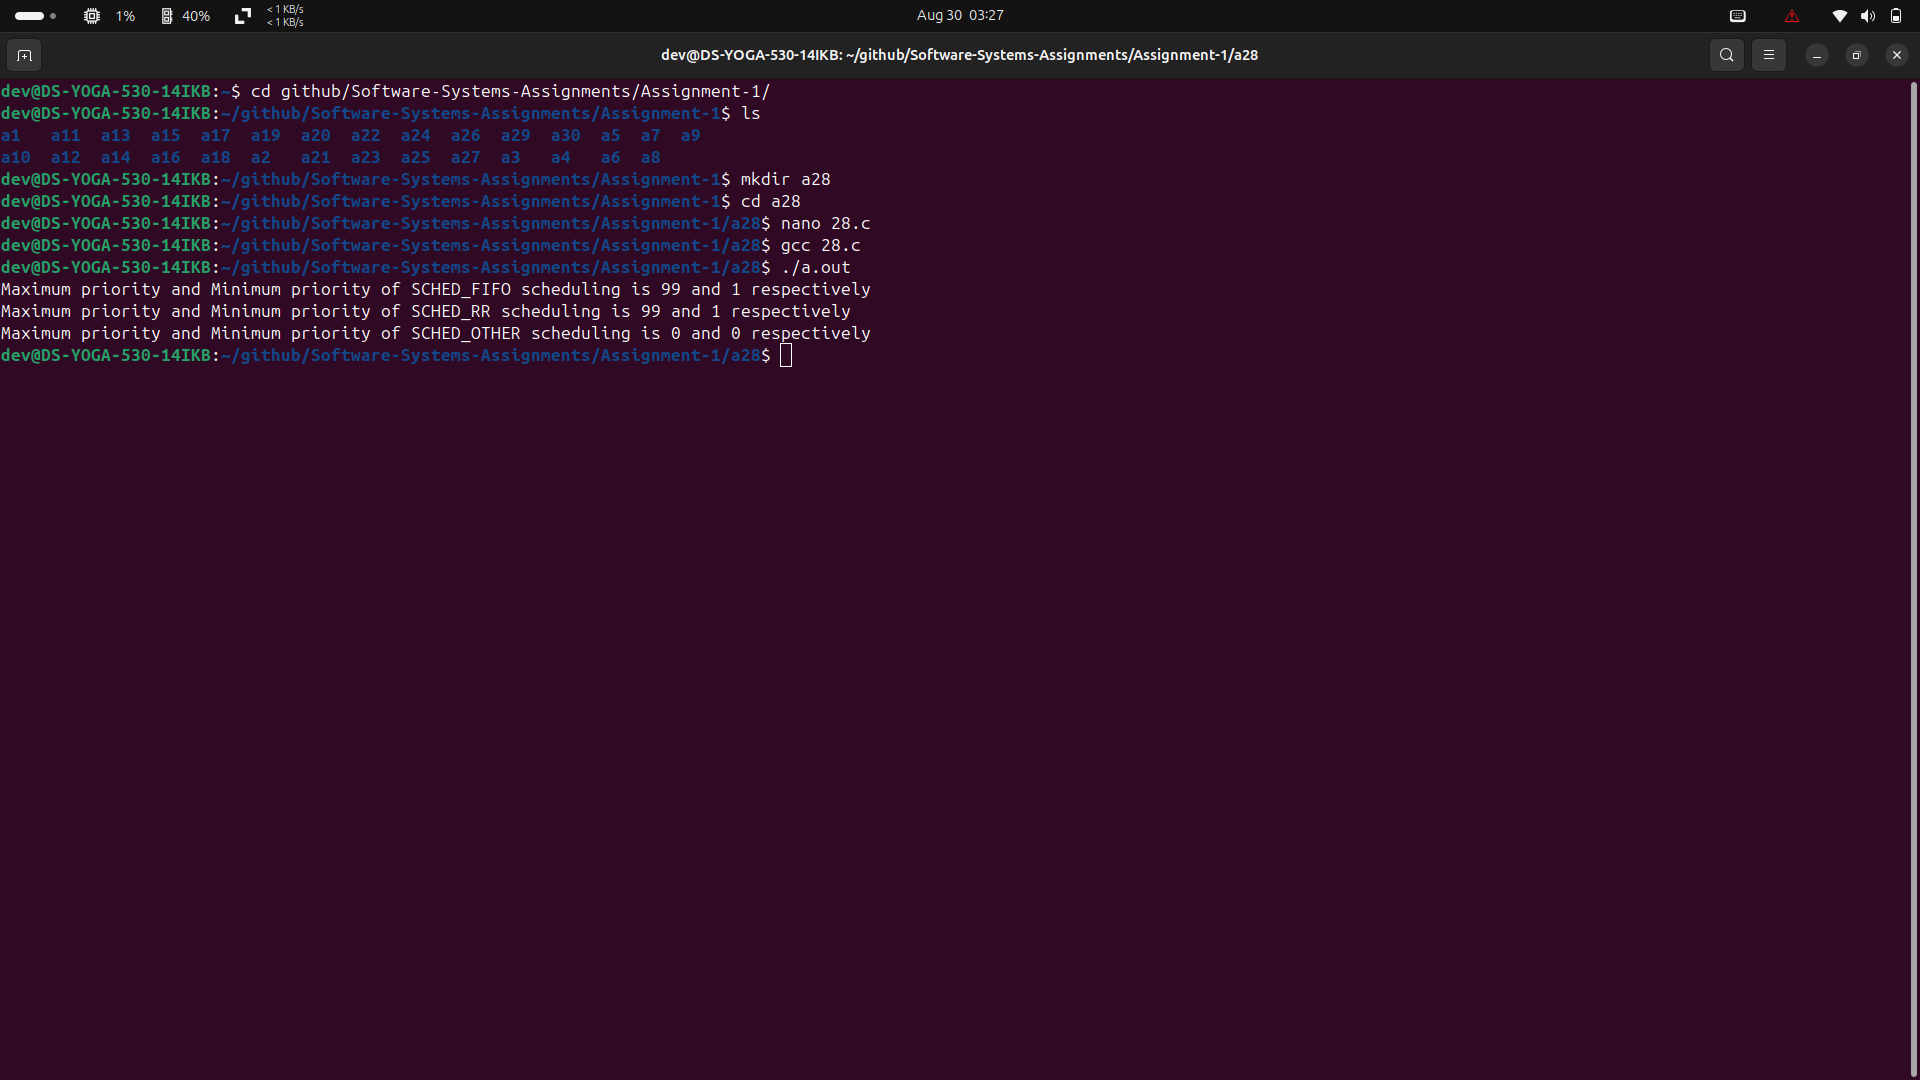 1% 40% < 1 KB/s
< 1 KB/s
Aug 30 03:27
dev@DS-YOGA-530-14IKB: ~/github/Software-Systems-Assignments/Assignment-1/a28
dev@DS-YOGA-530-14IKB:~$ cd github/Software-Systems-Assignments/Assignment-1/
dev@DS-YOGA-530-14IKB:~/github/Software-Systems-Assignments/Assignment-1$ ls
a1   a11  a13  a15  a17  a19  a20  a22  a24  a26  a29  a30  a5  a7  a9
a10  a12  a14  a16  a18  a2   a21  a23  a25  a27  a3   a4   a6  a8
dev@DS-YOGA-530-14IKB:~/github/Software-Systems-Assignments/Assignment-1$ mkdir a28
dev@DS-YOGA-530-14IKB:~/github/Software-Systems-Assignments/Assignment-1$ cd a28
dev@DS-YOGA-530-14IKB:~/github/Software-Systems-Assignments/Assignment-1/a28$ nano 28.c
dev@DS-YOGA-530-14IKB:~/github/Software-Systems-Assignments/Assignment-1/a28$ gcc 28.c
dev@DS-YOGA-530-14IKB:~/github/Software-Systems-Assignments/Assignment-1/a28$ ./a.out
Maximum priority and Minimum priority of SCHED_FIFO scheduling is 99 and 1 respectively
Maximum priority and Minimum priority of SCHED_RR scheduling is 99 and 1 respectively
Maximum priority and Minimum priority of SCHED_OTHER scheduling is 0 and 0 respectively
dev@DS-YOGA-530-14IKB:~/github/Software-Systems-Assignments/Assignment-1/a28$